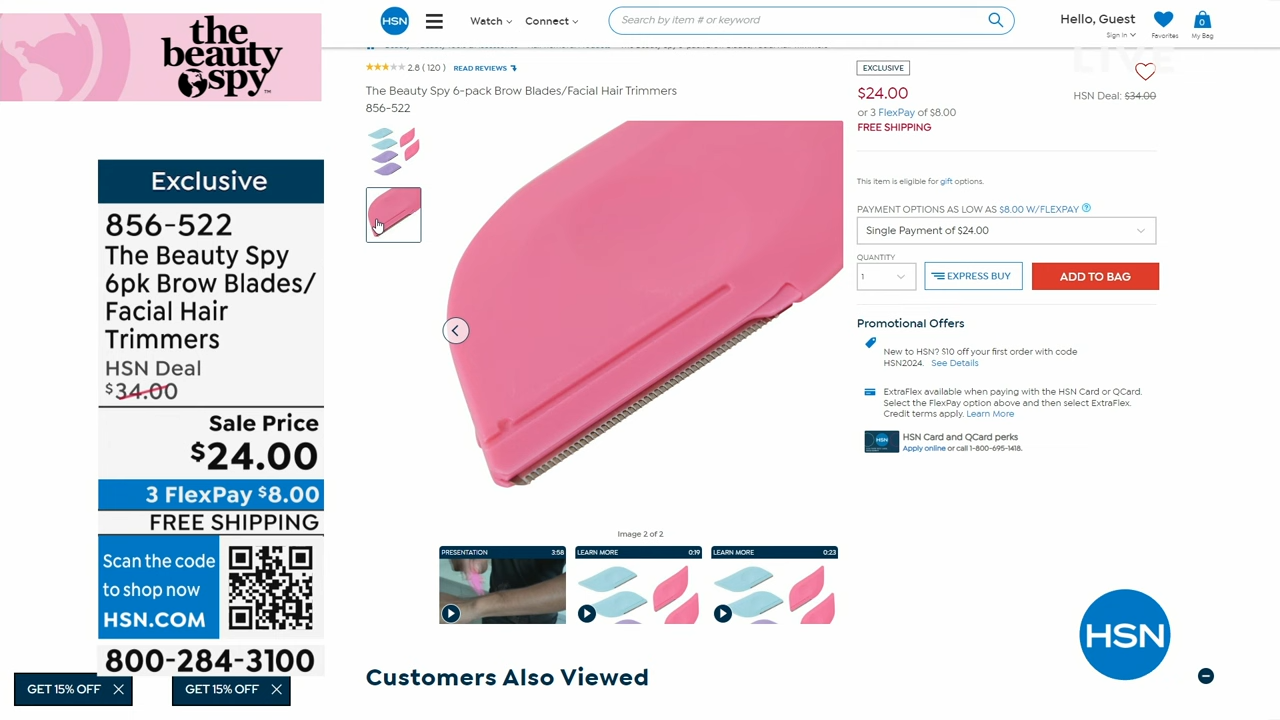 the
beauty
spy™
Exclusive
856-522
The Beauty Spy
6pk Brow Blades/
Facial Hair
Trimmers
HSN Deal
$34.00
Sale Price
$24.00
3 FlexPay $8.00
FREE SHIPPING
Scan the code
to shop now
HSN.COM
800-284-3100
GET 15% OFF
GET 15% OFF
HSN
Watch
Connect
Search by item # or keyword
Hello, Guest
Sign In
Favorites
0
My Bag
LIVE
2.8 (120)
READ REVIEWS
The Beauty Spy 6-pack Brow Blades/Facial Hair Trimmers
856-522
Image 2 of 2
PRESENTATION 3:58
LEARN MORE 0:19
LEARN MORE 0:23
Customers Also Viewed
EXCLUSIVE
$24.00
HSN Deal: $34.00
or 3 FlexPay of $8.00
FREE SHIPPING
This item is eligible for gift options.
PAYMENT OPTIONS AS LOW AS $8.00 W/FLEXPAY ?
Single Payment of $24.00
QUANTITY
1
EXPRESS BUY
ADD TO BAG
Promotional Offers
New to HSN? $10 off your first order with code
HSN2024. See Details
ExtraFlex available when paying with the HSN Card or QCard.
Select the FlexPay option above and then select ExtraFlex.
Credit terms apply. Learn More
HSN
HSN Card and QCard perks
Apply online or call 1-800-695-1418.
HSN